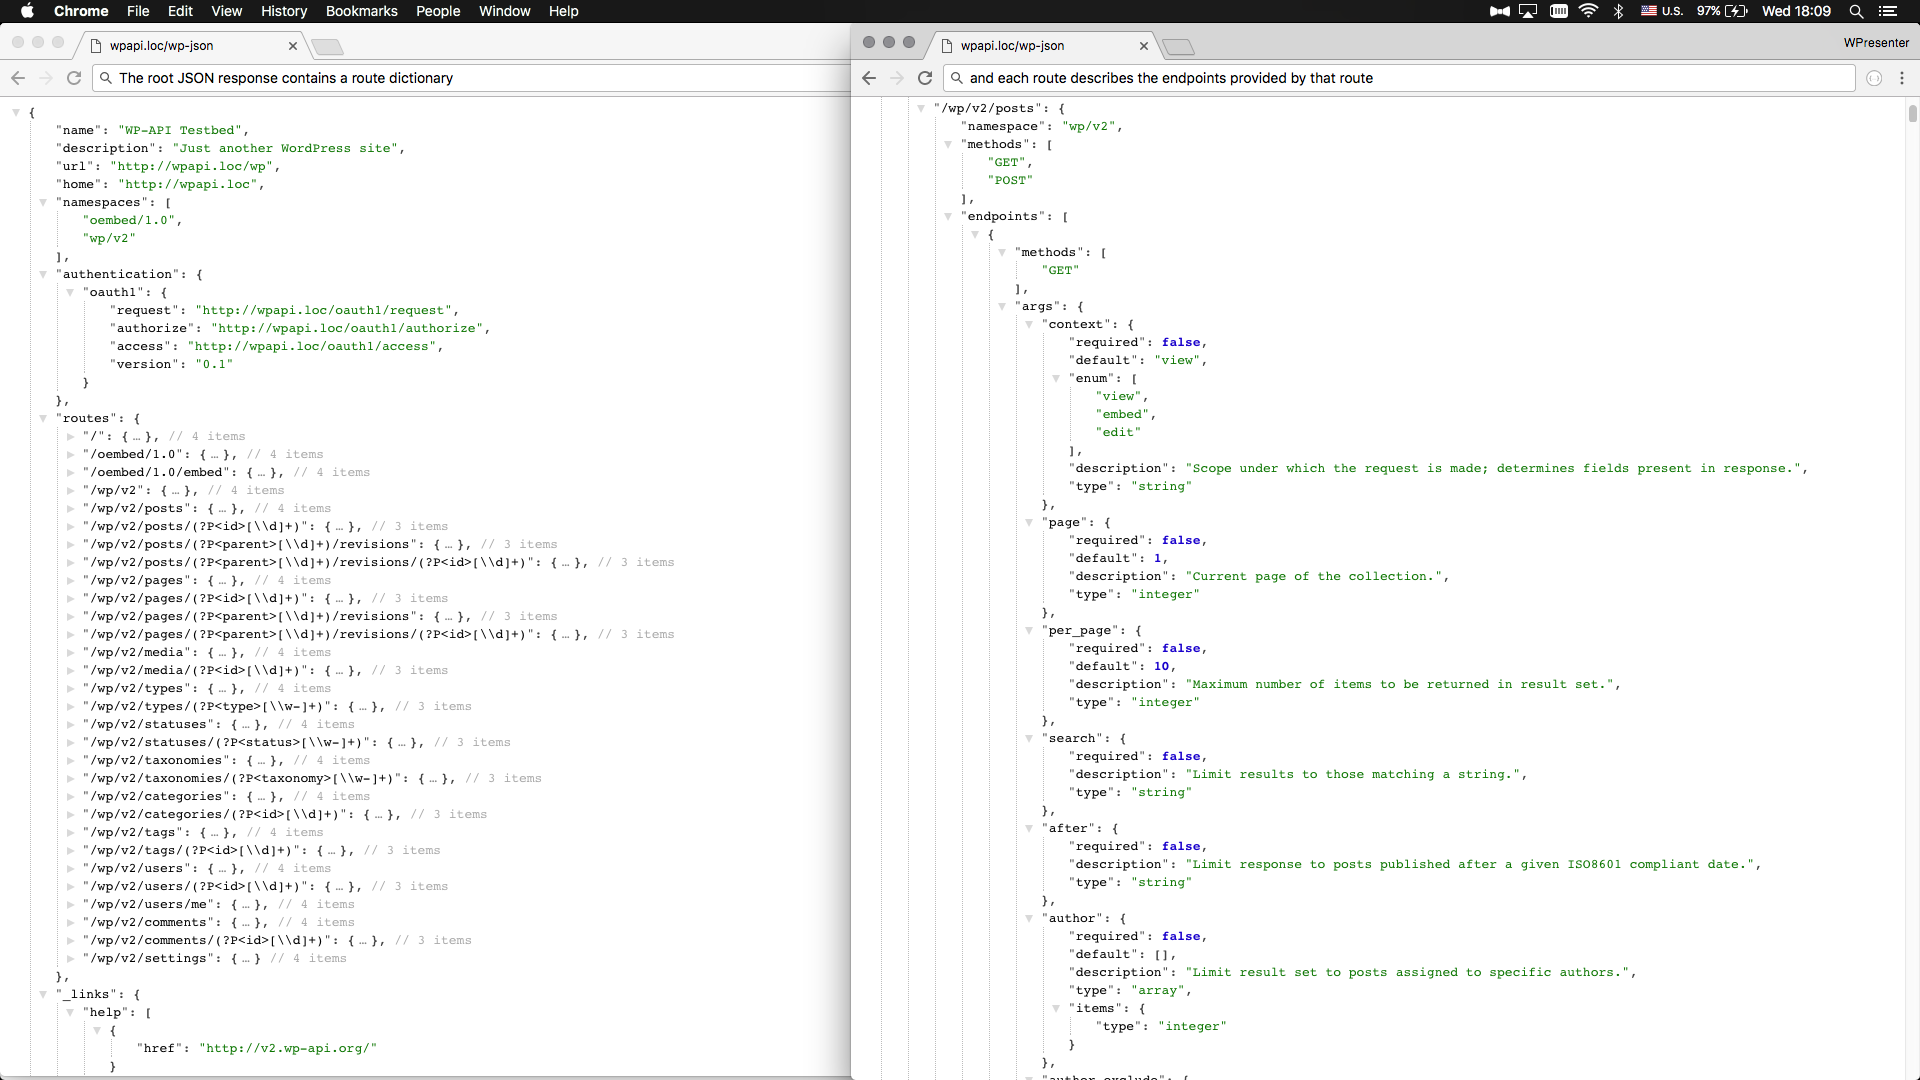 Chrome File Edit View History Bookmarks People Window Help
U.S. 97% Wed 18:09
wpapi.loc/wp-json
The root JSON response contains a route dictionary
{
"name": "WP-API Testbed",
"description": "Just another WordPress site",
"url": "http://wpapi.loc/wp",
"home": "http://wpapi.loc",
"namespaces": [
"oembed/1.0",
"wp/v2"
],
"authentication": {
"oauth1": {
"request": "http://wpapi.loc/oauth1/request",
"authorize": "http://wpapi.loc/oauth1/authorize",
"access": "http://wpapi.loc/oauth1/access",
"version": "0.1"
}
},
"routes": {
"/": {…}, // 4 items
"/oembed/1.0": {…}, // 4 items
"/oembed/1.0/embed": {…}, // 4 items
"/wp/v2": {…}, // 4 items
"/wp/v2/posts": {…}, // 4 items
"/wp/v2/posts/(?P<id>[\\d]+)": {…}, // 3 items
"/wp/v2/posts/(?P<parent>[\\d]+)/revisions": {…}, // 3 items
"/wp/v2/posts/(?P<parent>[\\d]+)/revisions/(?P<id>[\\d]+)": {…}, // 3 items
"/wp/v2/pages": {…}, // 4 items
"/wp/v2/pages/(?P<id>[\\d]+)": {…}, // 3 items
"/wp/v2/pages/(?P<parent>[\\d]+)/revisions": {…}, // 3 items
"/wp/v2/pages/(?P<parent>[\\d]+)/revisions/(?P<id>[\\d]+)": {…}, // 3 items
"/wp/v2/media": {…}, // 4 items
"/wp/v2/media/(?P<id>[\\d]+)": {…}, // 3 items
"/wp/v2/types": {…}, // 4 items
"/wp/v2/types/(?P<type>[\\w-]+)": {…}, // 3 items
"/wp/v2/statuses": {…}, // 4 items
"/wp/v2/statuses/(?P<status>[\\w-]+)": {…}, // 3 items
"/wp/v2/taxonomies": {…}, // 4 items
"/wp/v2/taxonomies/(?P<taxonomy>[\\w-]+)": {…}, // 3 items
"/wp/v2/categories": {…}, // 4 items
"/wp/v2/categories/(?P<id>[\\d]+)": {…}, // 3 items
"/wp/v2/tags": {…}, // 4 items
"/wp/v2/tags/(?P<id>[\\d]+)": {…}, // 3 items
"/wp/v2/users": {…}, // 4 items
"/wp/v2/users/(?P<id>[\\d]+)": {…}, // 3 items
"/wp/v2/users/me": {…}, // 4 items
"/wp/v2/comments": {…}, // 4 items
"/wp/v2/comments/(?P<id>[\\d]+)": {…}, // 3 items
"/wp/v2/settings": {…} // 4 items
},
"_links": {
"help": [
{
"href": "http://v2.wp-api.org/"
}
wpapi.loc/wp-json
WPresenter
and each route describes the endpoints provided by that route
"/wp/v2/posts": {
"namespace": "wp/v2",
"methods": [
"GET",
"POST"
],
"endpoints": [
{
"methods": [
"GET"
],
"args": {
"context": {
"required": false,
"default": "view",
"enum": [
"view",
"embed",
"edit"
],
"description": "Scope under which the request is made; determines fields present in response.",
"type": "string"
},
"page": {
"required": false,
"default": 1,
"description": "Current page of the collection.",
"type": "integer"
},
"per_page": {
"required": false,
"default": 10,
"description": "Maximum number of items to be returned in result set.",
"type": "integer"
},
"search": {
"required": false,
"description": "Limit results to those matching a string.",
"type": "string"
},
"after": {
"required": false,
"description": "Limit response to posts published after a given ISO8601 compliant date.",
"type": "string"
},
"author": {
"required": false,
"default": [],
"description": "Limit result set to posts assigned to specific authors.",
"type": "array",
"items": {
"type": "integer"
}
},
"author_exclude": {